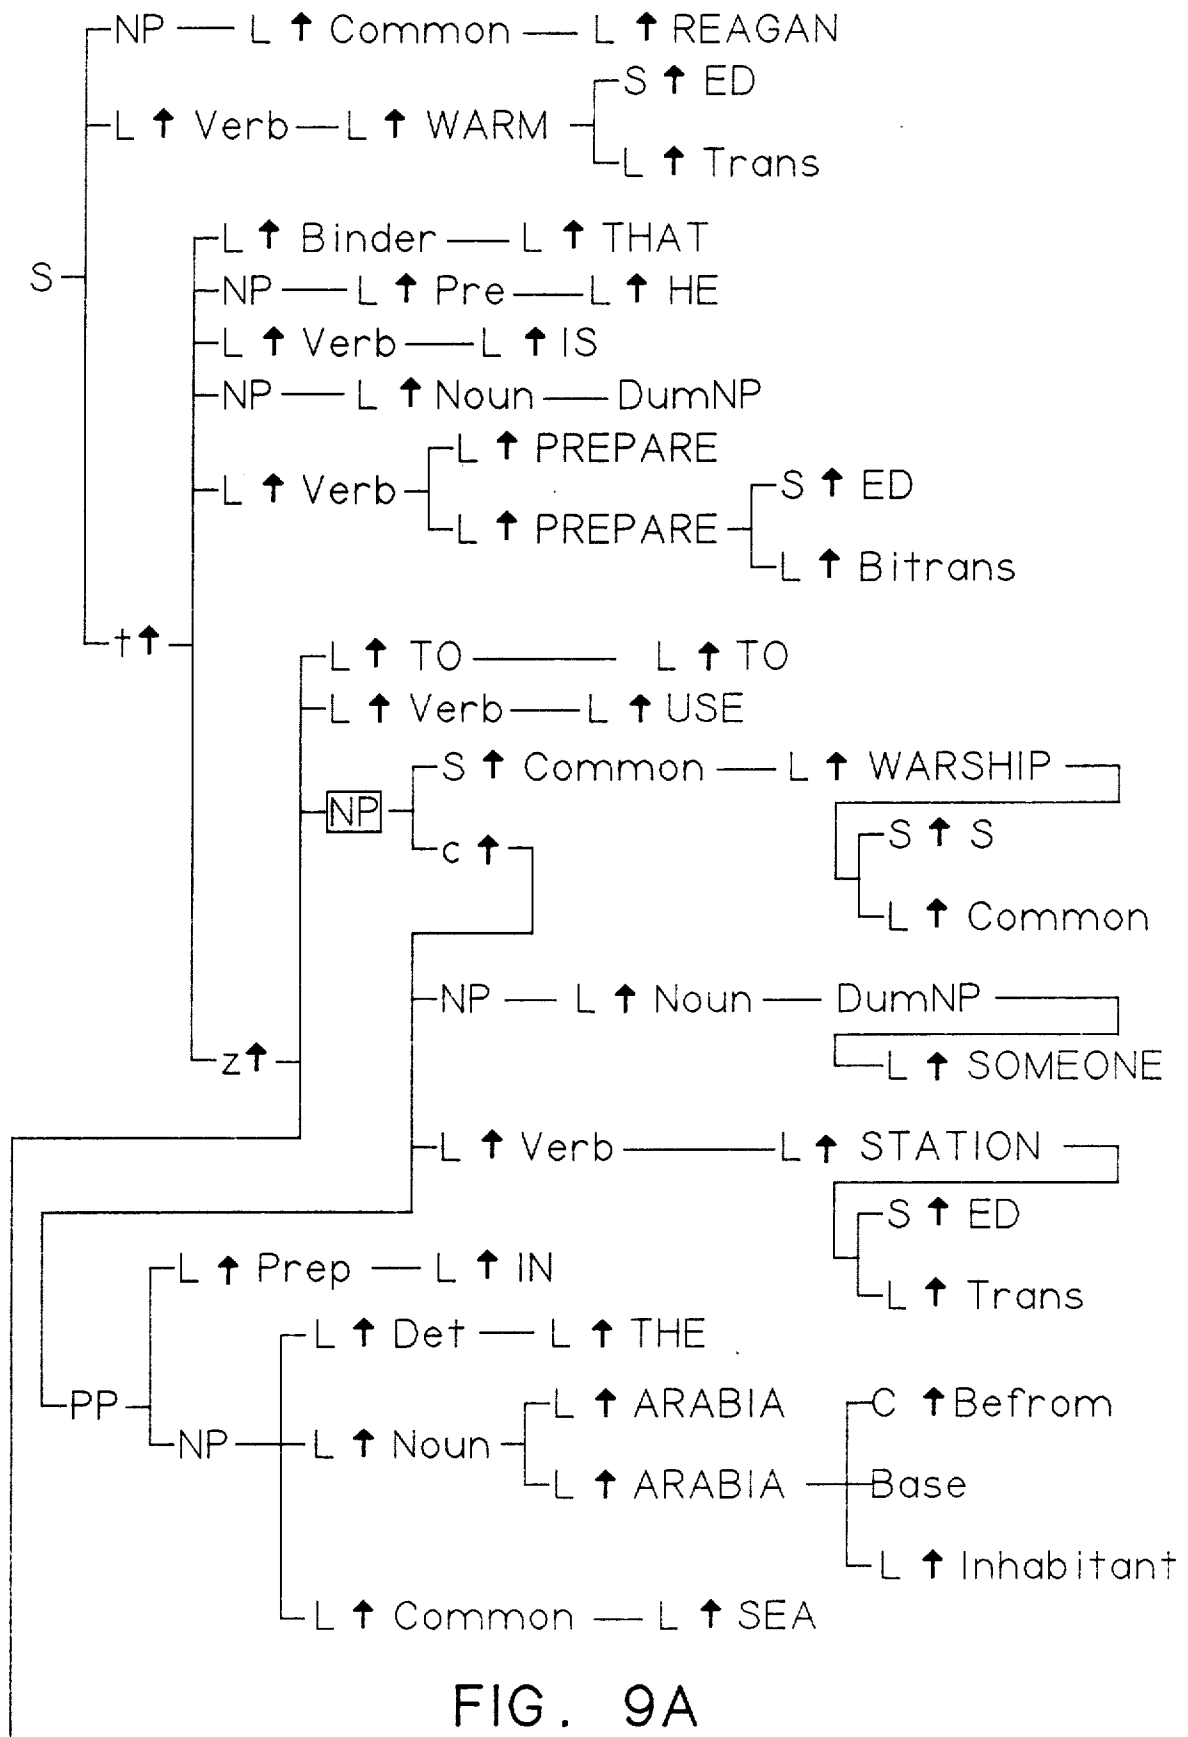 NP L ↑ Common L ↑ REAGAN
S ↑ ED
L ↑ Verb L ↑ WARM
L ↑ Trans
L ↑ Binder L ↑ THAT
S
NP L ↑ Pre L ↑ HE
L ↑ Verb L ↑ IS
NP L ↑ Noun DumNP
L ↑ PREPARE
L ↑ Verb S ↑ ED
L ↑ PREPARE
L ↑ Bitrans
t ↑
L ↑ TO L ↑ TO
L ↑ Verb L ↑ USE
S ↑ Common L ↑ WARSHIP
NP
S ↑ S
c ↑
L ↑ Common
NP L ↑ Noun DumNP
z ↑ L ↑ SOMEONE
L ↑ Verb L ↑ STATION
S ↑ ED
L ↑ Prep L ↑ IN
L ↑ Trans
L ↑ Det L ↑ THE
PP L ↑ ARABIA C ↑ Befrom
NP L ↑ Noun
L ↑ ARABIA Base
L ↑ Inhabitant
L ↑ Common L ↑ SEA
FIG. 9A